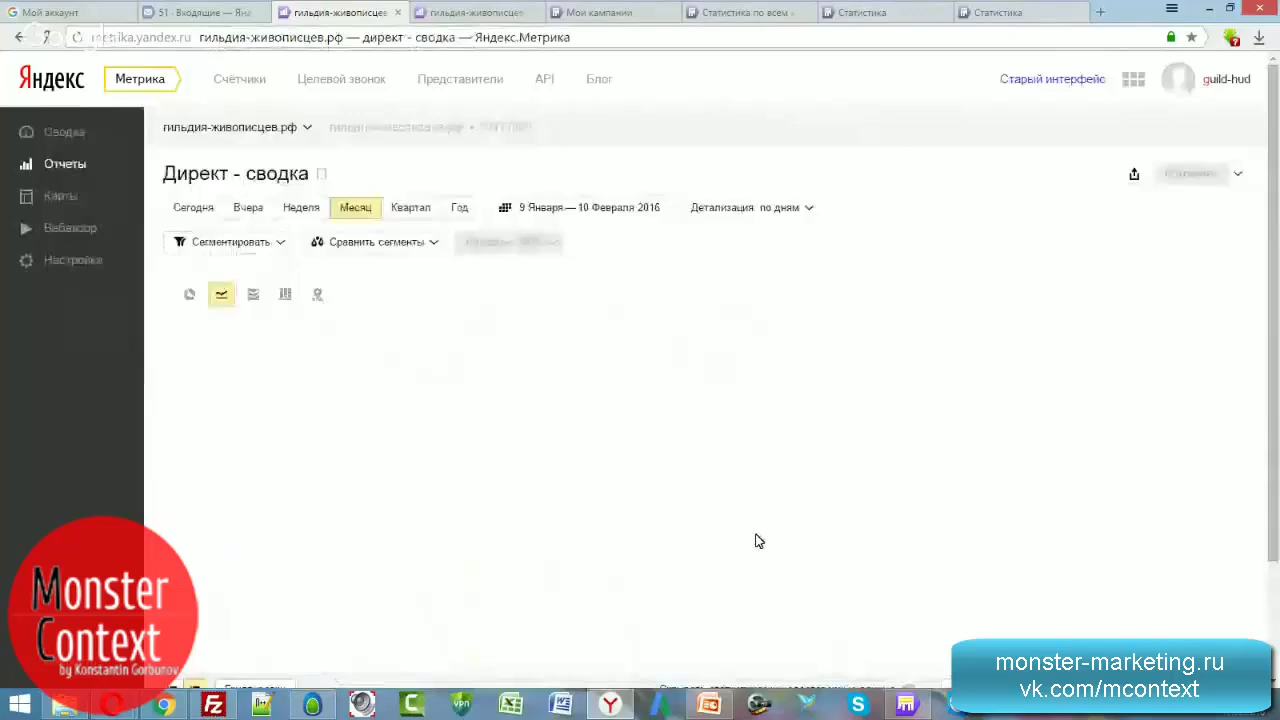 Мой аккаунт
51 · Входящие — Янд
гильдия-живописцев
гильдия-живописцев
Мои кампании
Статистика по всем
Статистика
Статистика
metrika.yandex.ru гильдия-живописцев.рф — директ - сводка — Яндекс.Метрика
Яндекс
Метрика
Счётчики
Целевой звонок
Представители
API
Блог
Старый интерфейс
guild-hud
Сводка
Отчеты
Карты
Вебвизор
Настройка
гильдия-живописцев.рф
Директ - сводка
Сегодня
Вчера
Неделя
Месяц
Квартал
Год
9 Января — 10 Февраля 2016
Детализация по дням
Сегментировать
Сравнить сегменты
Monster
Context
by Konstantin Gorbunov
monster-marketing.ru
vk.com/mcontext